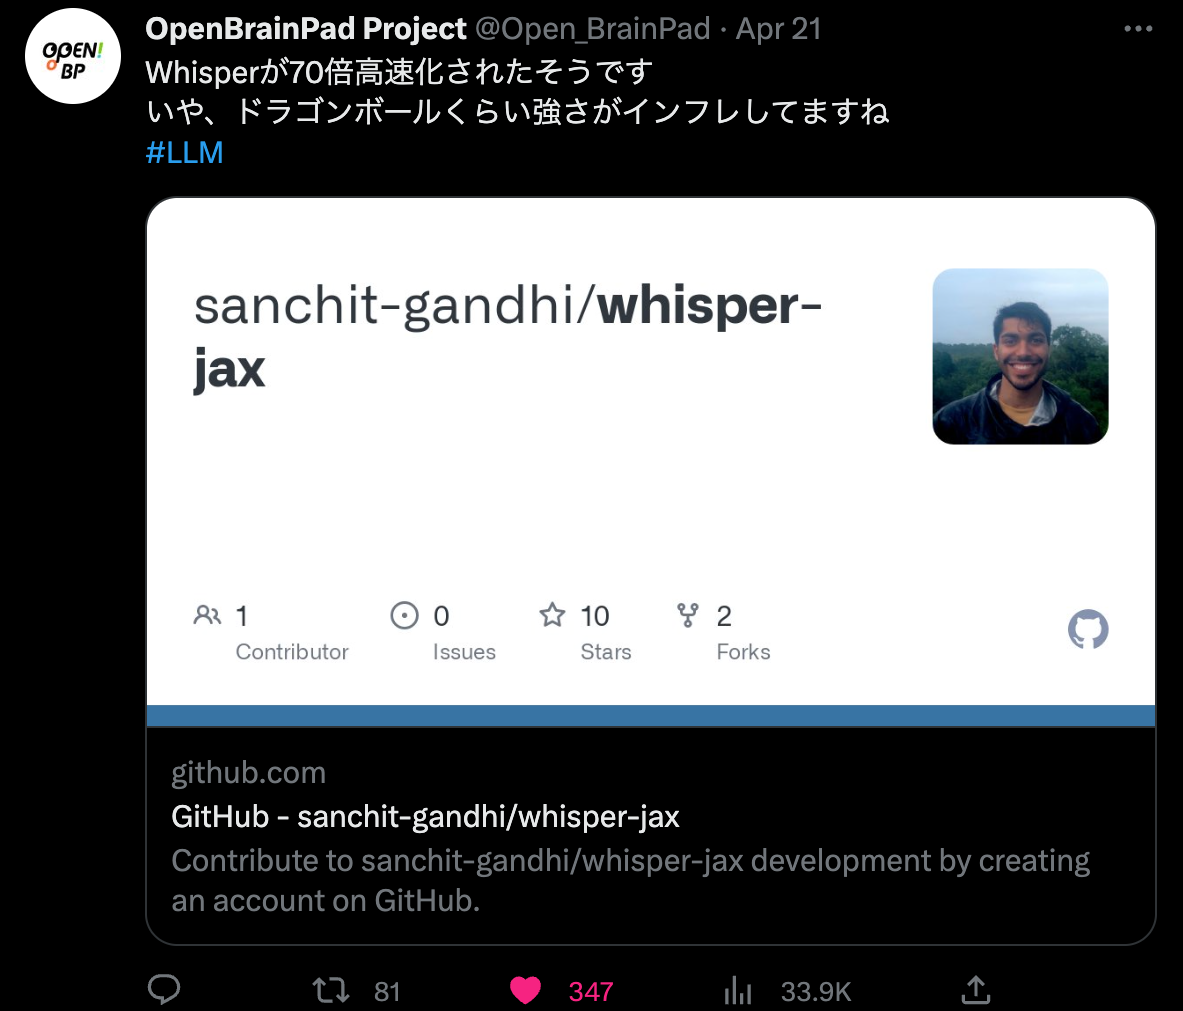 OPEN!
BP
OpenBrainPad Project @Open_BrainPad · Apr 21
Whisperが70倍高速化されたそうです
いや、ドラゴンボールくらい強さがインフレしてますね
#LLM
sanchit-gandhi/whisper-
jax
1
Contributor
0
Issues
10
Stars
2
Forks
github.com
GitHub - sanchit-gandhi/whisper-jax
Contribute to sanchit-gandhi/whisper-jax development by creating
an account on GitHub.
81
347
33.9K